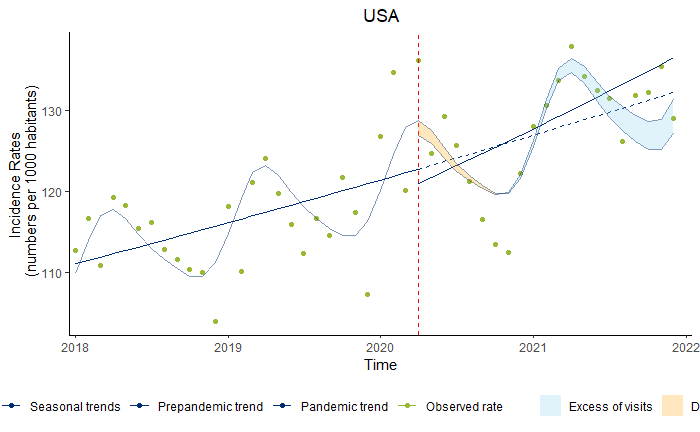 USA
Incidence Rates
(numbers per 1000 habitants)
130
120
110
2018 2019 2020 2021 2022
Time
Seasonal trends Prepandemic trend Pandemic trend Observed rate Excess of visits D